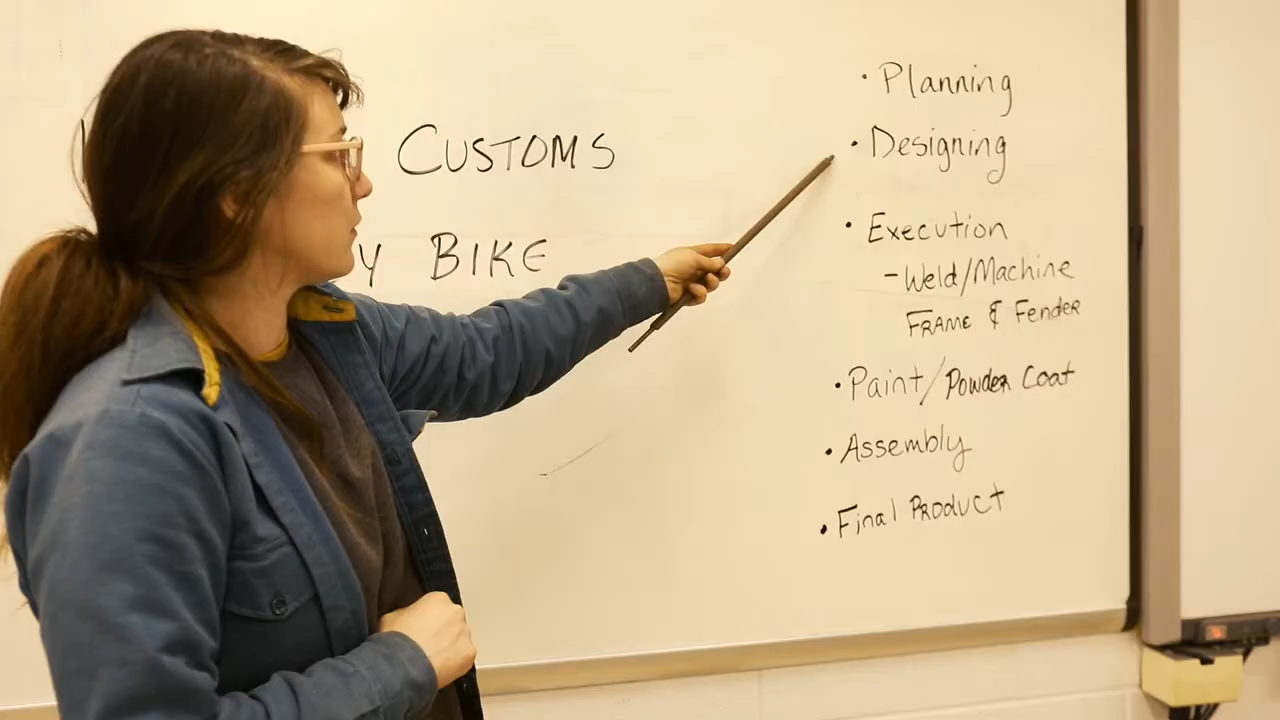 CUSTOMS
BIKE
• Planning
• Designing
• Execution
- Weld/Machine
FRAME & Fender
• Paint/Powder Coat
• Assembly
• Final Product